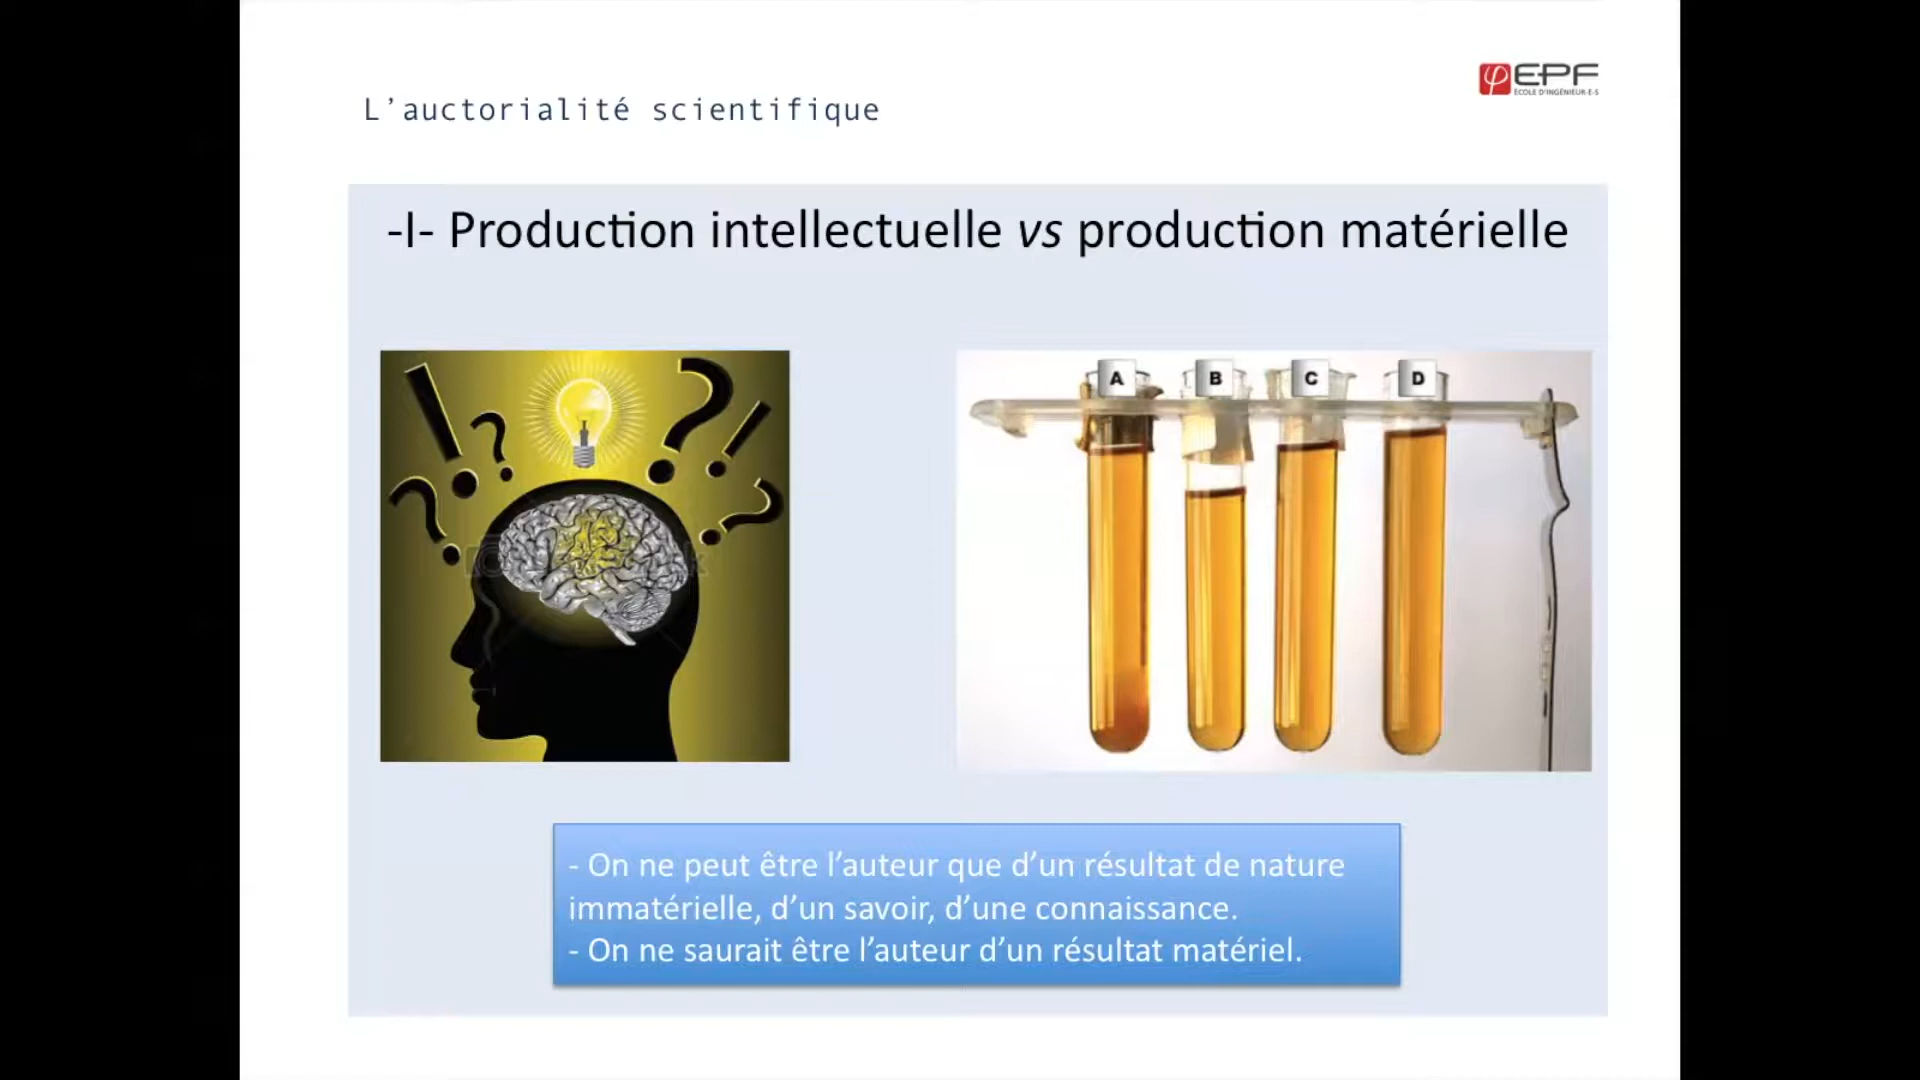 EPF
ÉCOLE D'INGÉNIEUR·E·S
L'auctorialité scientifique
-I- Production intellectuelle vs production matérielle
A B C D
- On ne peut être l'auteur que d'un résultat de nature
immatérielle, d'un savoir, d'une connaissance.
- On ne saurait être l'auteur d'un résultat matériel.